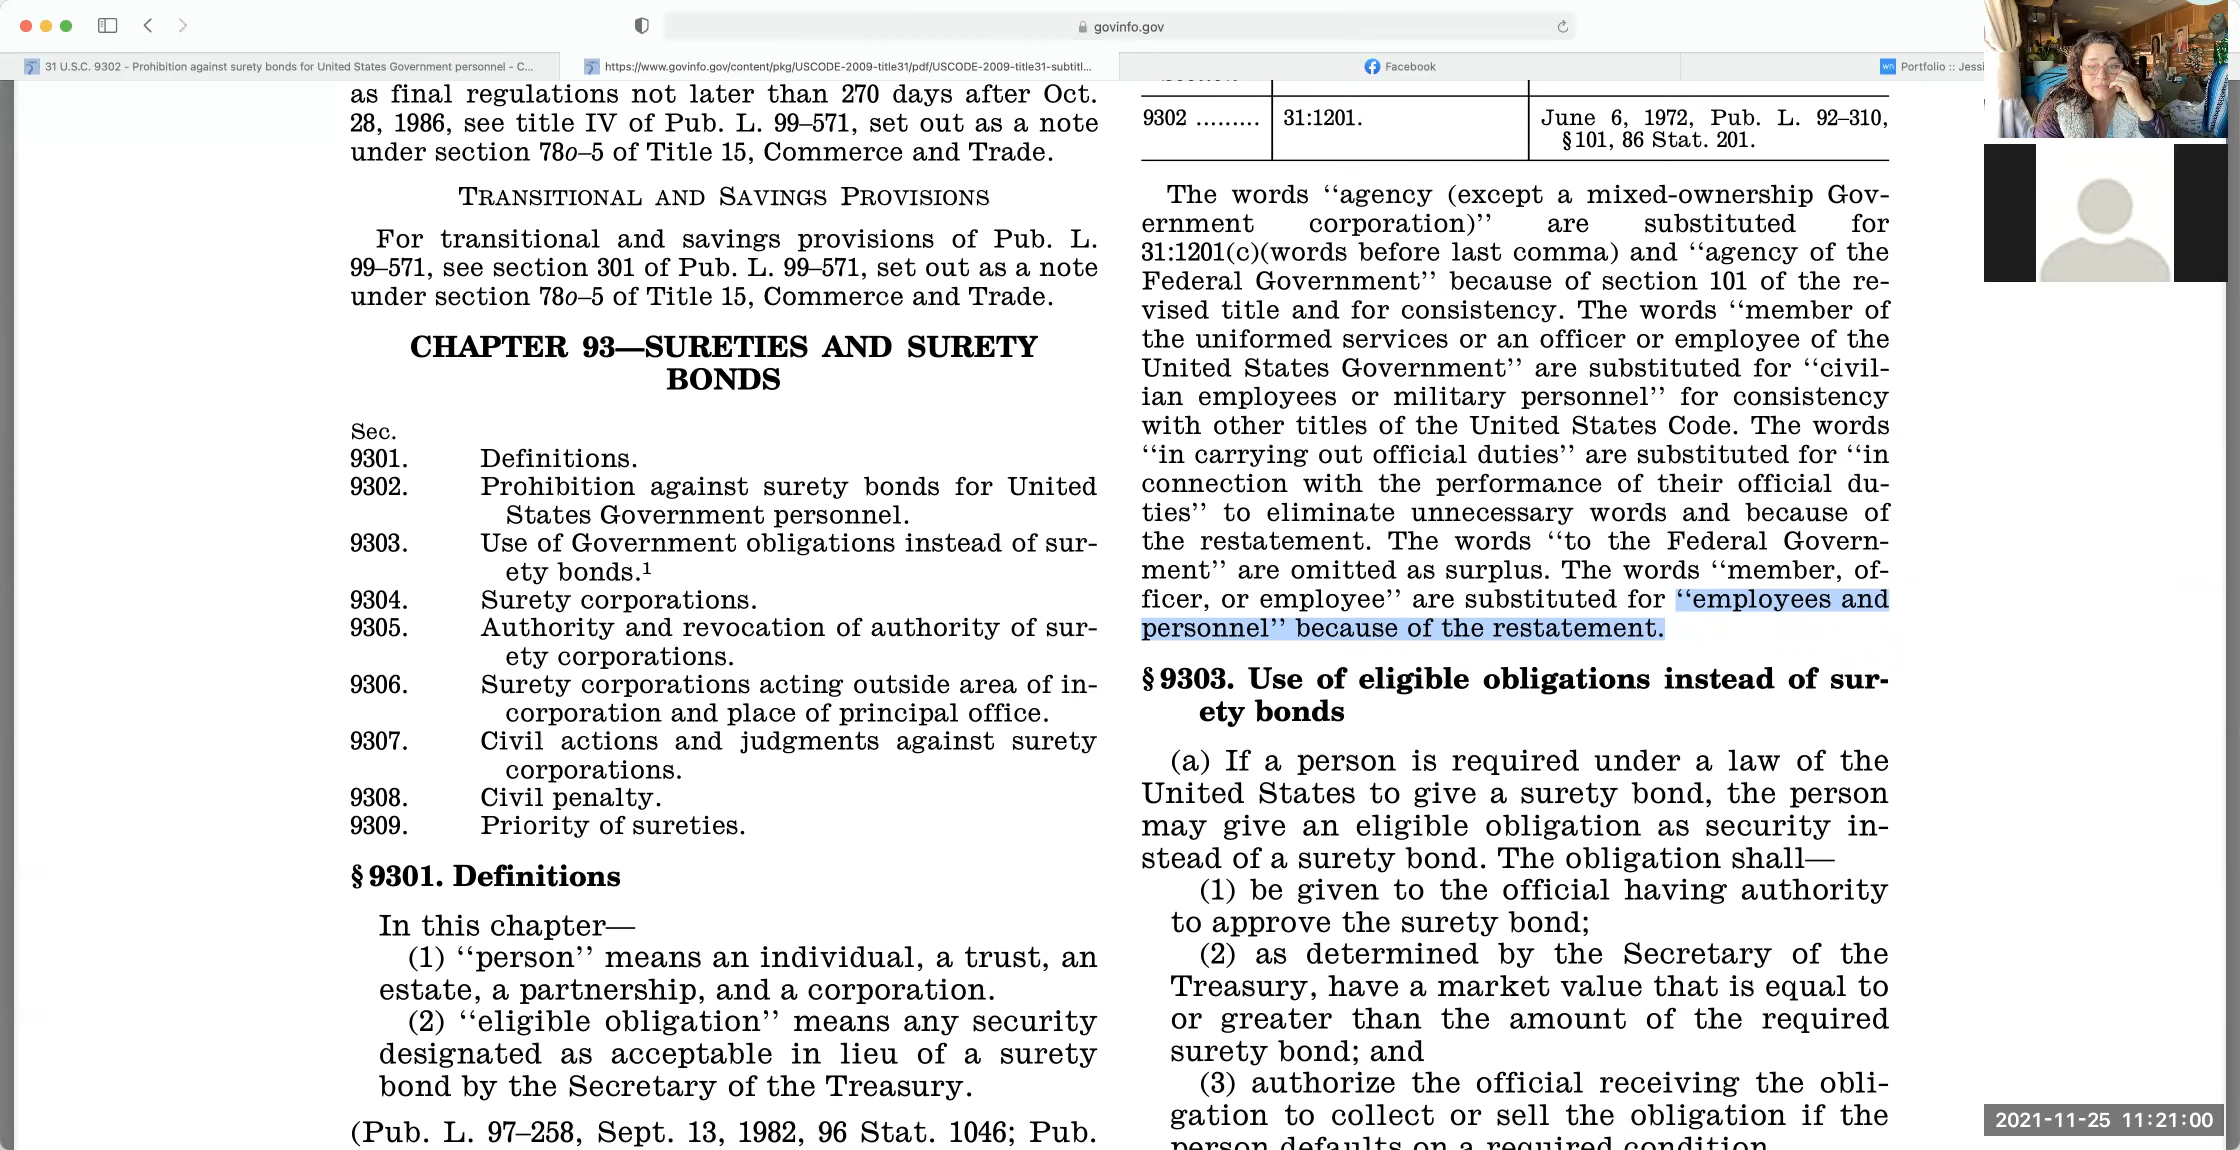 govinfo.gov
31 U.S.C. 9302 - Prohibition against surety bonds for United States Government personnel - C...
https://www.govinfo.gov/content/pkg/USCODE-2009-title31/pdf/USCODE-2009-title31-subtitl...
Facebook
Portfolio :: Jessi
as final regulations not later than 270 days after Oct.
28, 1986, see title IV of Pub. L. 99–571, set out as a note
under section 78o–5 of Title 15, Commerce and Trade.
TRANSITIONAL AND SAVINGS PROVISIONS
For transitional and savings provisions of Pub. L.
99–571, see section 301 of Pub. L. 99–571, set out as a note
under section 78o–5 of Title 15, Commerce and Trade.
CHAPTER 93—SURETIES AND SURETY
BONDS
Sec.
9301. Definitions.
9302. Prohibition against surety bonds for United
States Government personnel.
9303. Use of Government obligations instead of sur-
ety bonds.¹
9304. Surety corporations.
9305. Authority and revocation of authority of sur-
ety corporations.
9306. Surety corporations acting outside area of in-
corporation and place of principal office.
9307. Civil actions and judgments against surety
corporations.
9308. Civil penalty.
9309. Priority of sureties.
§ 9301. Definitions
In this chapter—
(1) ‘‘person’’ means an individual, a trust, an
estate, a partnership, and a corporation.
(2) ‘‘eligible obligation’’ means any security
designated as acceptable in lieu of a surety
bond by the Secretary of the Treasury.
(Pub. L. 97–258, Sept. 13, 1982, 96 Stat. 1046; Pub.
9302 ......... 31:1201. June 6, 1972, Pub. L. 92–310,
§ 101, 86 Stat. 201.
The words ‘‘agency (except a mixed-ownership Gov-
ernment corporation)’’ are substituted for
31:1201(c)(words before last comma) and ‘‘agency of the
Federal Government’’ because of section 101 of the re-
vised title and for consistency. The words ‘‘member of
the uniformed services or an officer or employee of the
United States Government’’ are substituted for ‘‘civil-
ian employees or military personnel’’ for consistency
with other titles of the United States Code. The words
‘‘in carrying out official duties’’ are substituted for ‘‘in
connection with the performance of their official du-
ties’’ to eliminate unnecessary words and because of
the restatement. The words ‘‘to the Federal Govern-
ment’’ are omitted as surplus. The words ‘‘member, of-
ficer, or employee’’ are substituted for ‘‘employees and
personnel’’ because of the restatement.
§ 9303. Use of eligible obligations instead of sur-
ety bonds
(a) If a person is required under a law of the
United States to give a surety bond, the person
may give an eligible obligation as security in-
stead of a surety bond. The obligation shall—
(1) be given to the official having authority
to approve the surety bond;
(2) as determined by the Secretary of the
Treasury, have a market value that is equal to
or greater than the amount of the required
surety bond; and
(3) authorize the official receiving the obli-
gation to collect or sell the obligation if the
person defaults on a required condition.
2021-11-25 11:21:00